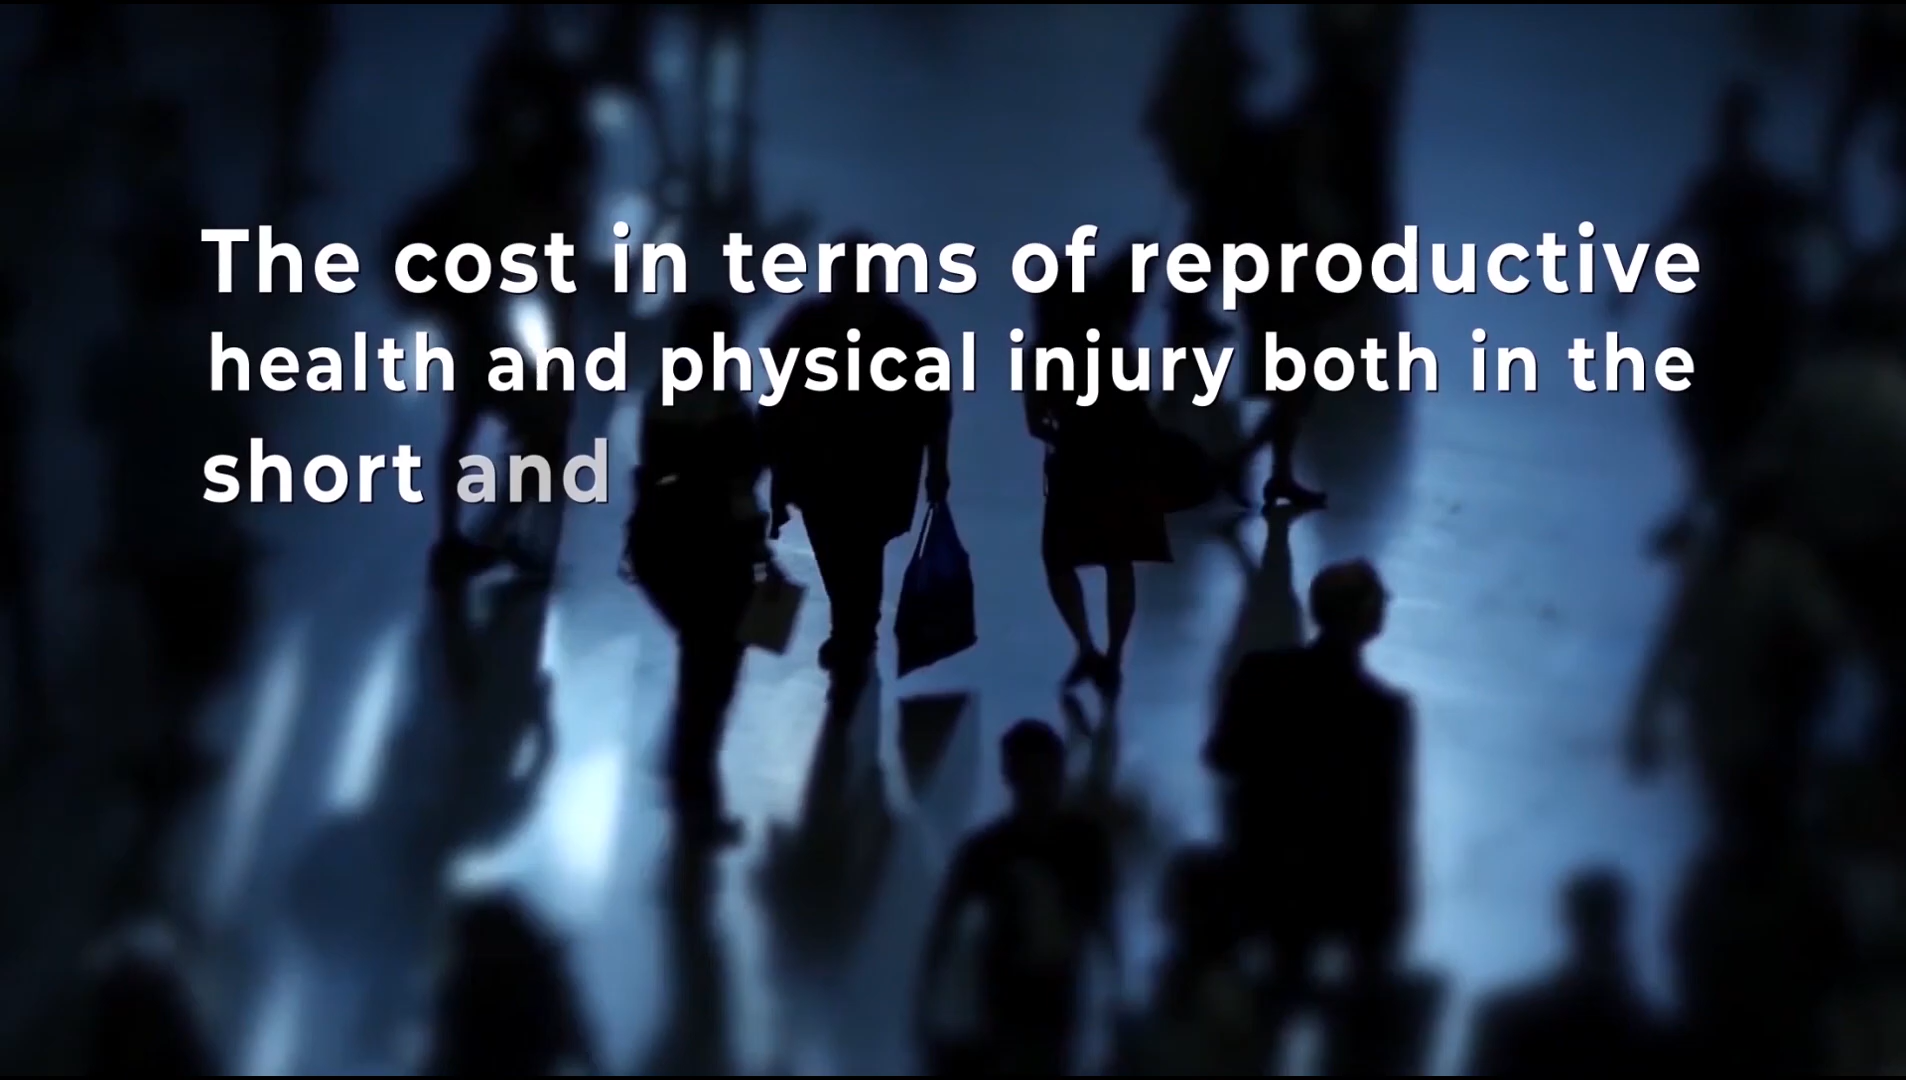 The cost in terms of reproductive
health and physical injury both in the
short and